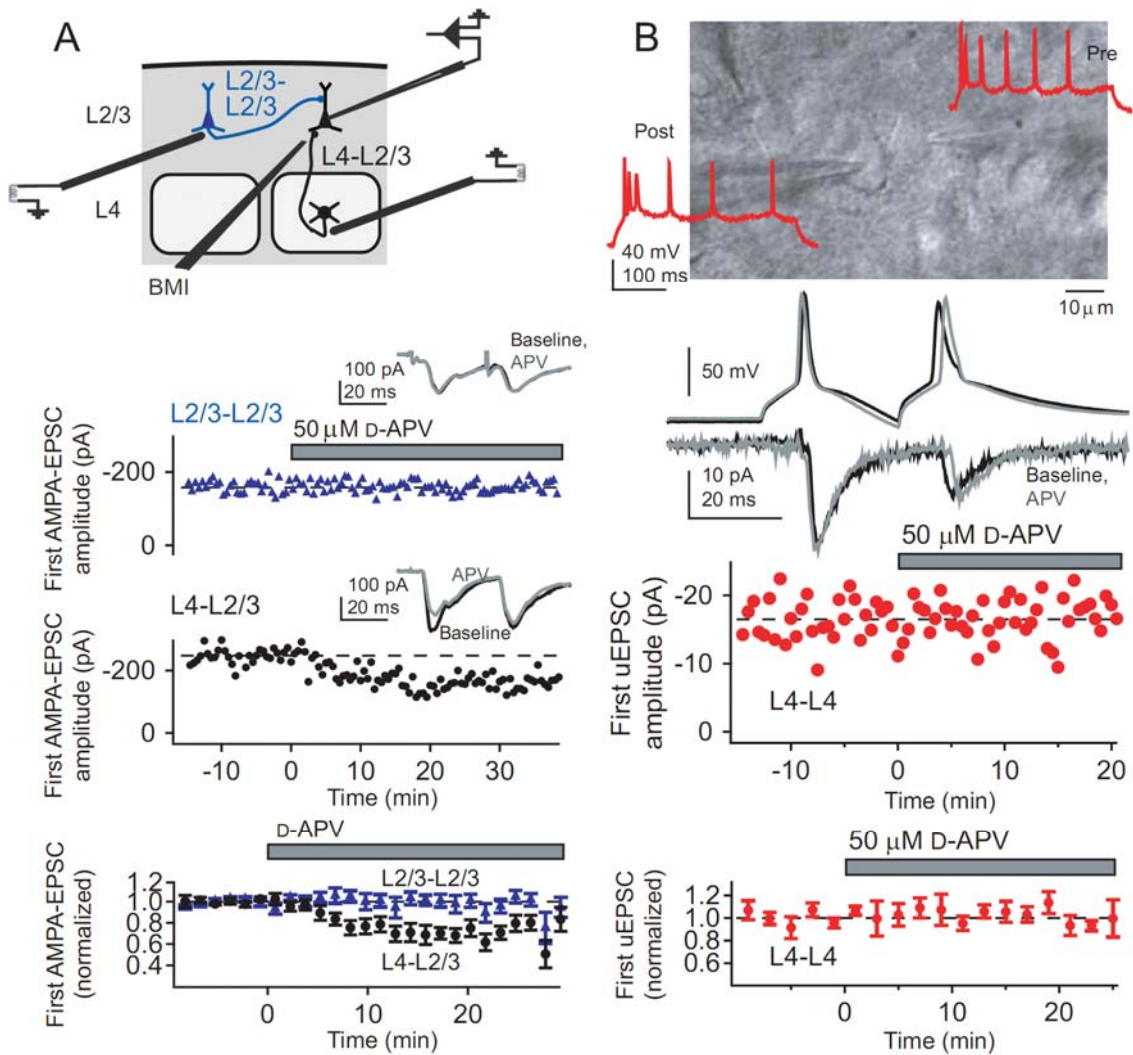 A
L2/3-
L2/3
L2/3
L4-L2/3
L4
BMI
Baseline,
APV
100 pA
20 ms
L2/3-L2/3
50 μM D-APV
First AMPA-EPSC
amplitude (pA)
-200
0
100 pA
20 ms
APV
Baseline
L4-L2/3
First AMPA-EPSC
amplitude (pA)
-200
0
-10 0 10 20 30
Time (min)
D-APV
First AMPA-EPSC
(normalized)
1.2
1.0
0.8
0.6
0.4
L2/3-L2/3
L4-L2/3
0 10 20
Time (min)
B
Pre
Post
40 mV
100 ms
10 μm
50 mV
10 pA
20 ms
Baseline,
APV
50 μM D-APV
First uEPSC
amplitude (pA)
-20
-10
0
L4-L4
-10 0 10 20
Time (min)
50 μM D-APV
First uEPSC
(normalized)
1.2
1.0
0.8
0.6
L4-L4
0 10 20
Time (min)